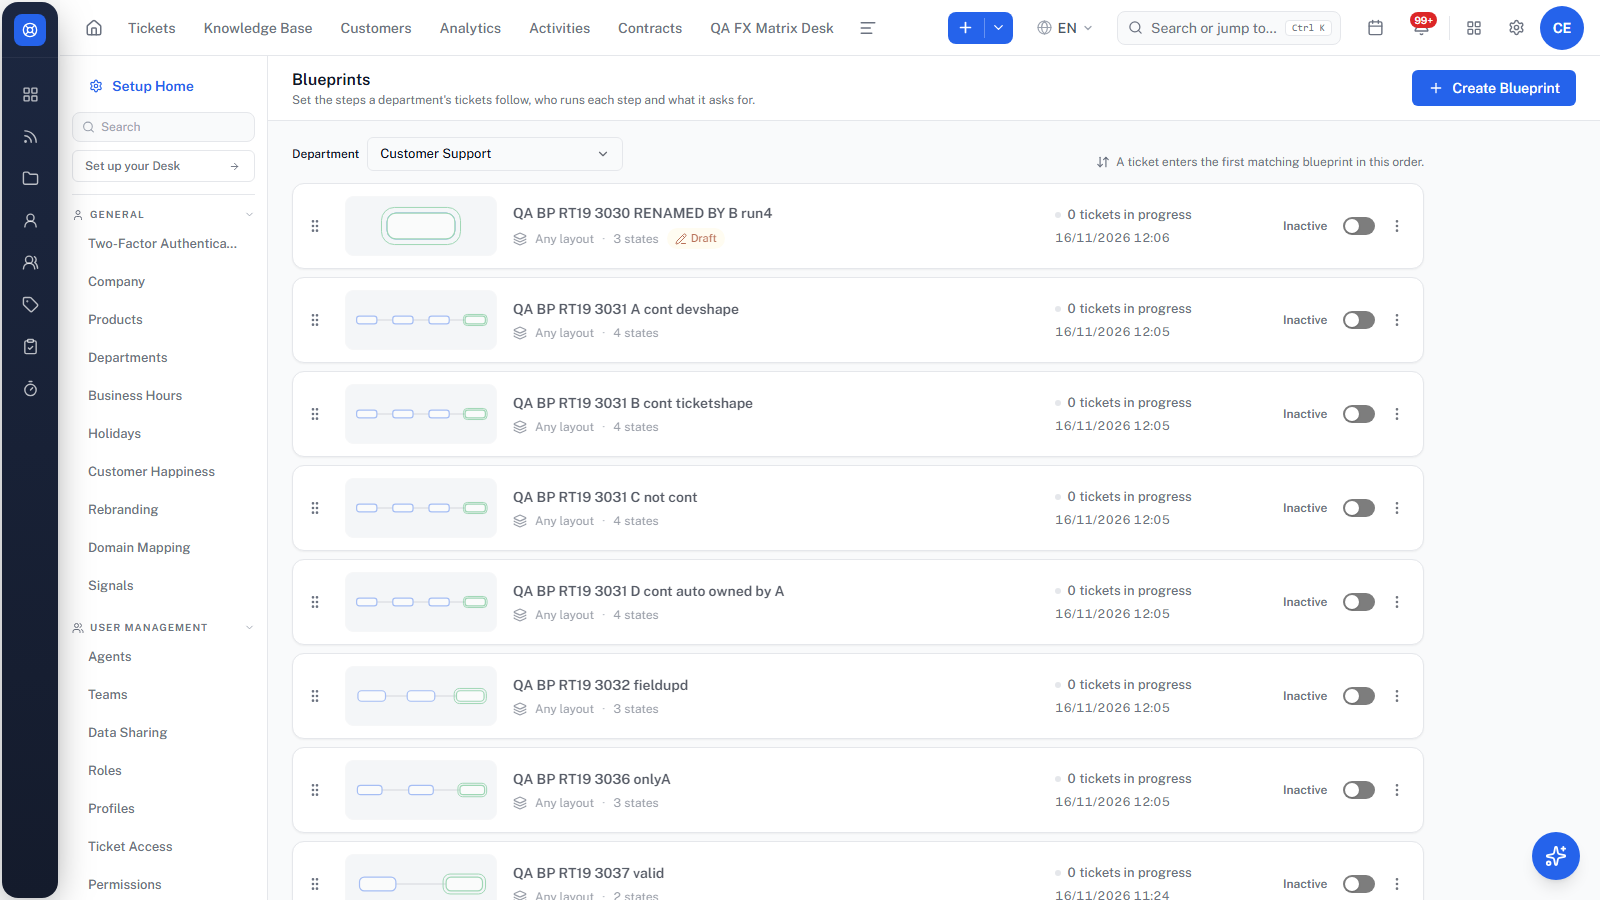 Tickets
Knowledge Base
Customers
Analytics
Activities
Contracts
QA FX Matrix Desk
EN
Search or jump to...
Ctrl K
99+
CE
Setup Home
Search
Set up your Desk
GENERAL
Two-Factor Authentica...
Company
Products
Departments
Business Hours
Holidays
Customer Happiness
Rebranding
Domain Mapping
Signals
USER MANAGEMENT
Agents
Teams
Data Sharing
Roles
Profiles
Ticket Access
Permissions
Blueprints
Set the steps a department's tickets follow, who runs each step and what it asks for.
Create Blueprint
Department
Customer Support
A ticket enters the first matching blueprint in this order.
QA BP RT19 3030 RENAMED BY B run4
Any layout · 3 states
Draft
0 tickets in progress
16/11/2026 12:06
Inactive
QA BP RT19 3031 A cont devshape
Any layout · 4 states
0 tickets in progress
16/11/2026 12:05
Inactive
QA BP RT19 3031 B cont ticketshape
Any layout · 4 states
0 tickets in progress
16/11/2026 12:05
Inactive
QA BP RT19 3031 C not cont
Any layout · 4 states
0 tickets in progress
16/11/2026 12:05
Inactive
QA BP RT19 3031 D cont auto owned by A
Any layout · 4 states
0 tickets in progress
16/11/2026 12:05
Inactive
QA BP RT19 3032 fieldupd
Any layout · 3 states
0 tickets in progress
16/11/2026 12:05
Inactive
QA BP RT19 3036 onlyA
Any layout · 3 states
0 tickets in progress
16/11/2026 12:05
Inactive
QA BP RT19 3037 valid
Any layout · 2 states
0 tickets in progress
16/11/2026 11:24
Inactive